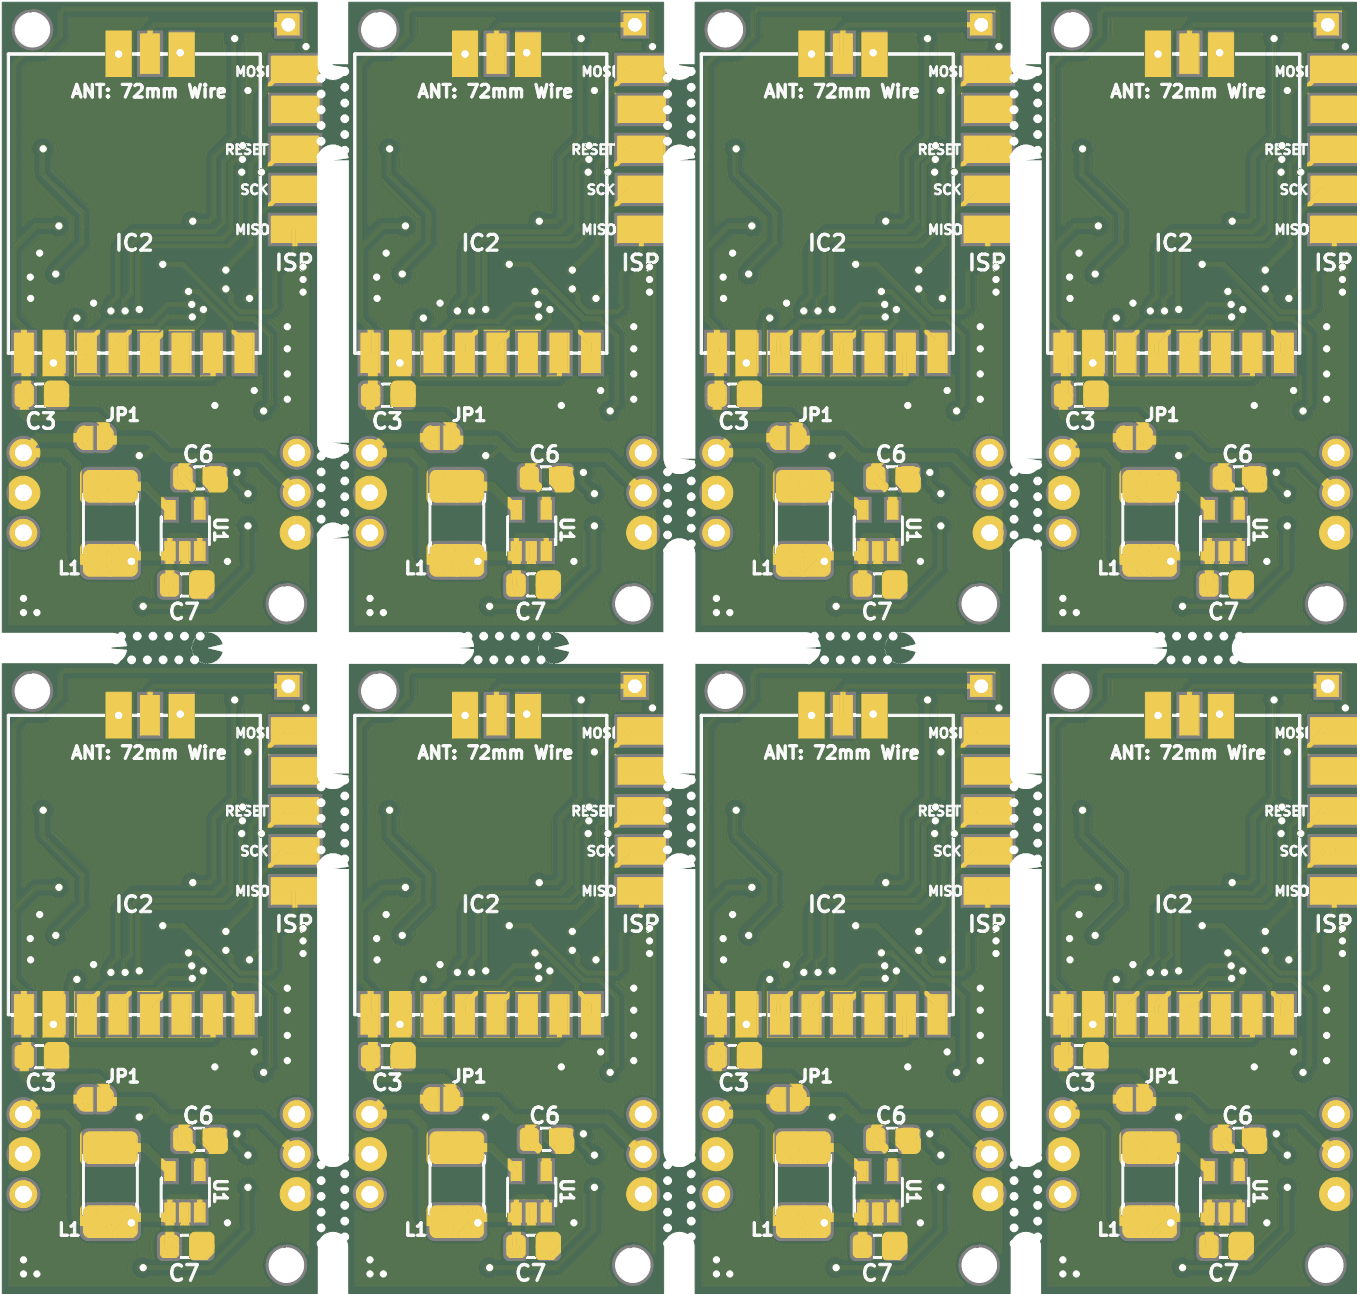 MOSI MOSI MOSI MOSI
ANT: 72mm Wire ANT: 72mm Wire ANT: 72mm Wire ANT: 72mm Wire
RESET RESET RESET RESET
SCK SCK SCK SCK
MISO MISO MISO MISO
IC2 IC2 IC2 IC2
ISP ISP ISP ISP
JP1 JP1 JP1 JP1
C3 C3 C3 C3
C6 C6 C6 C6
U1 U1 U1 U1
L1 L1 L1 L1
C7 C7 C7 C7
MOSI MOSI MOSI MOSI
ANT: 72mm Wire ANT: 72mm Wire ANT: 72mm Wire ANT: 72mm Wire
RESET RESET RESET RESET
SCK SCK SCK SCK
MISO MISO MISO MISO
IC2 IC2 IC2 IC2
ISP ISP ISP ISP
JP1 JP1 JP1 JP1
C3 C3 C3 C3
C6 C6 C6 C6
U1 U1 U1 U1
L1 L1 L1 L1
C7 C7 C7 C7